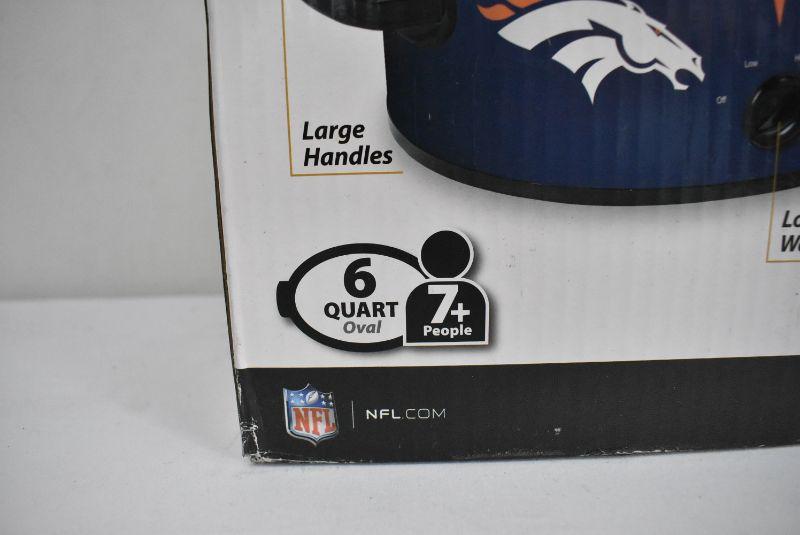 Low
Off
Large
Handles
6
QUART
Oval
7+
People
NFL
NFL.COM